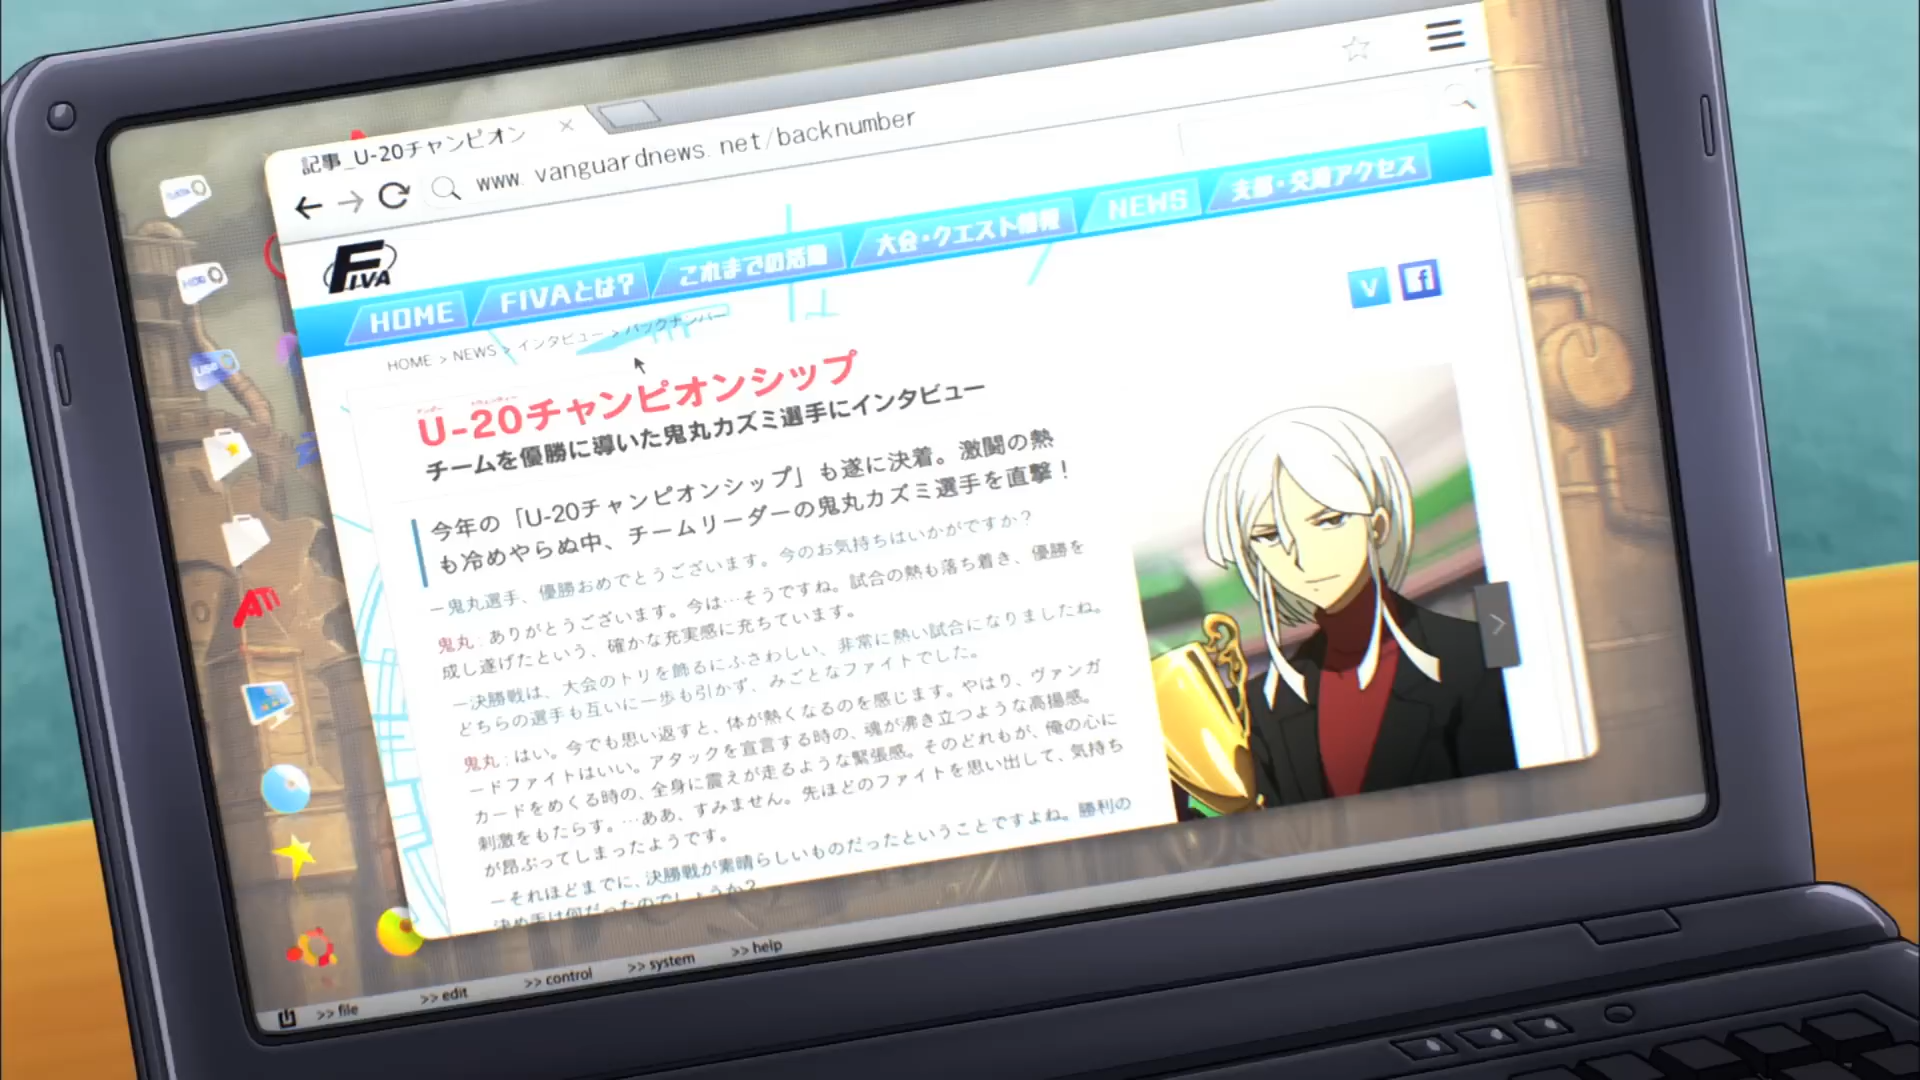 記事_U-20チャンピオン
www.vanguardnews.net/backnumber
FIVA
HOME
FIVAとは?
これまでの活動
大会・クエスト情報
NEWS
支部・交通アクセス
V f
HOME > NEWS > インタビュー > バックナンバー
U-20チャンピオンシップ
チームを優勝に導いた鬼丸カズミ選手にインタビュー
今年の「U-20チャンピオンシップ」も遂に決着。激闘の熱
も冷めやらぬ中、チームリーダーの鬼丸カズミ選手を直撃!
−鬼丸選手、優勝おめでとうございます。今のお気持ちはいかがですか?
鬼丸:ありがとうございます。今は…そうですね。試合の熱も落ち着き、優勝を
成し遂げたという、確かな充実感に充ちています。
−決勝戦は、大会のトリを飾るにふさわしい、非常に熱い試合になりましたね。
どちらの選手も互いに一歩も引かず、みごとなファイトでした。
鬼丸:はい。今でも思い返すと、体が熱くなるのを感じます。やはり、ヴァンガ
ードファイトはいい。アタックを宣言する時の、魂が沸き立つような高揚感。
カードをめくる時の、全身に震えが走るような緊張感。そのどれもが、俺の心に
刺激をもたらす。…ああ、すみません。先ほどのファイトを思い出して、気持ち
が昂ぶってしまったようです。
−それほどまでに、決勝戦が素晴らしいものだったということですよね。勝利の
決め手は何だったのでしょうか?
USB
ATI
>> file
>> edit
>> control
>> system
>> help